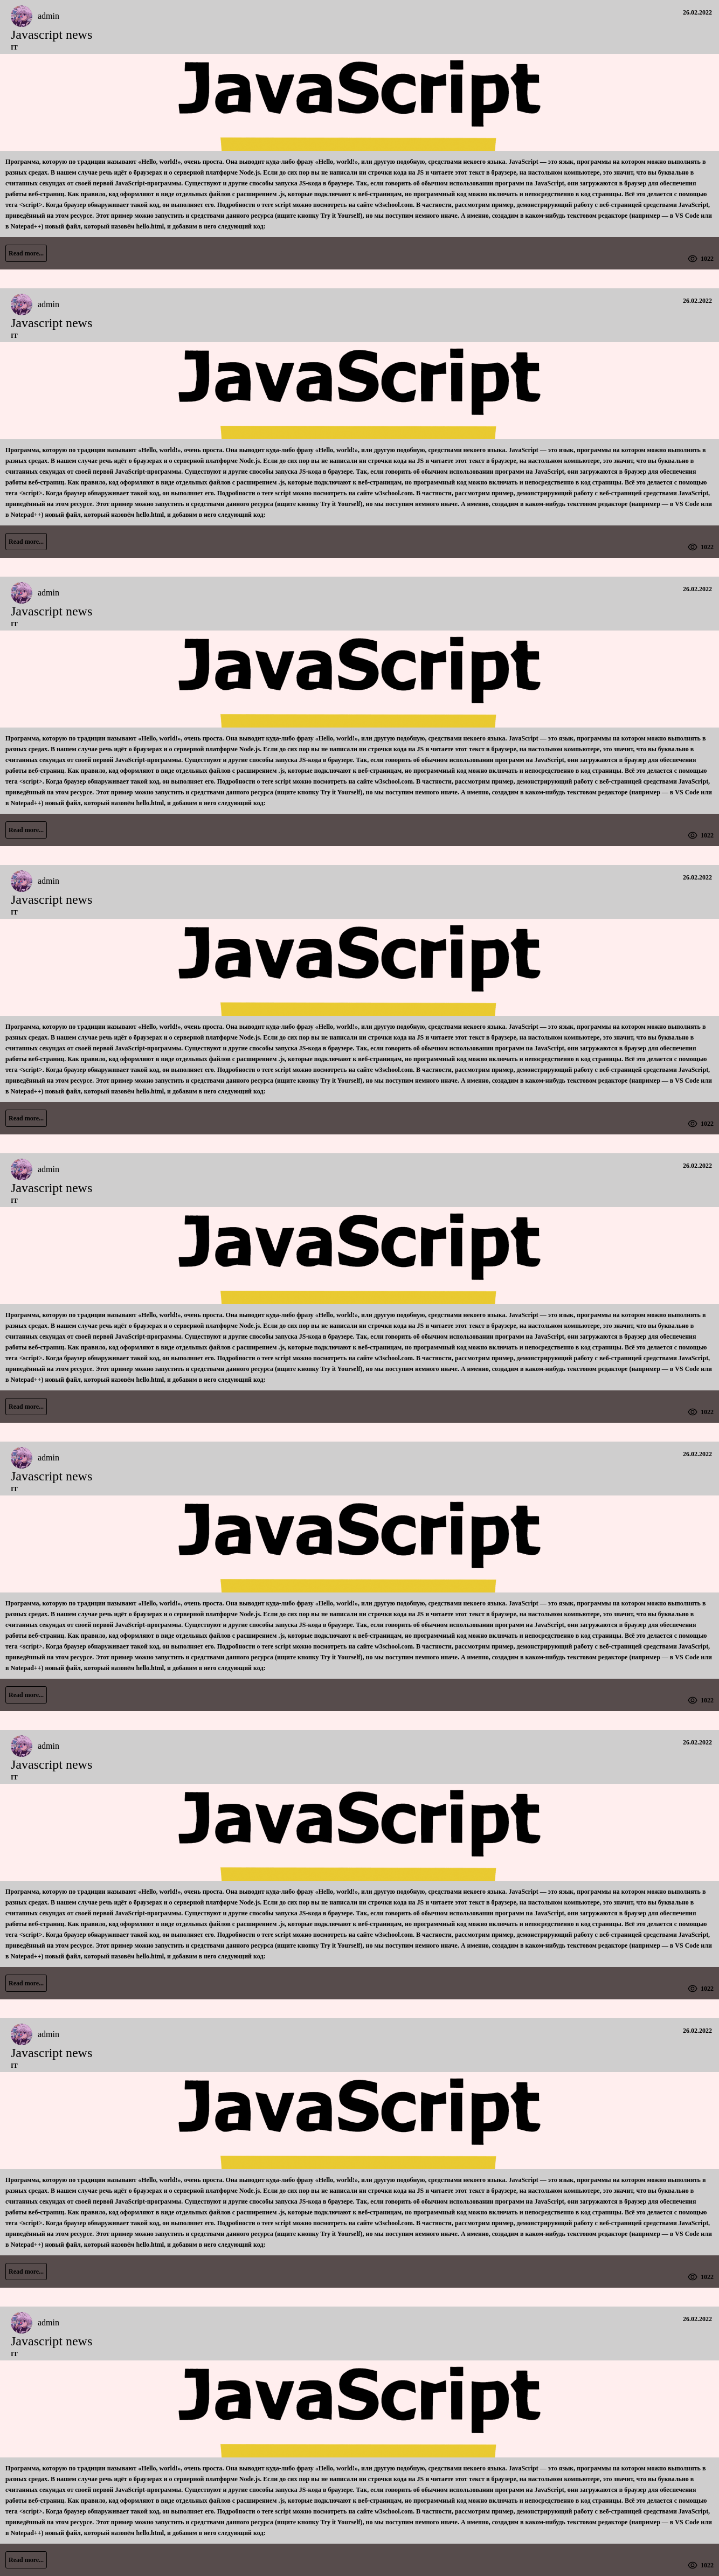 admin
26.02.2022
Javascript news
IT
JavaScript
Программа, которую по традиции называют «Hello, world!», очень проста. Она выводит куда-либо фразу «Hello, world!», или другую подобную, средствами некоего языка. JavaScript — это язык, программы на котором можно выполнять в
разных средах. В нашем случае речь идёт о браузерах и о серверной платформе Node.js. Если до сих пор вы не написали ни строчки кода на JS и читаете этот текст в браузере, на настольном компьютере, это значит, что вы буквально в
считанных секундах от своей первой JavaScript-программы. Существуют и другие способы запуска JS-кода в браузере. Так, если говорить об обычном использовании программ на JavaScript, они загружаются в браузер для обеспечения
работы веб-страниц. Как правило, код оформляют в виде отдельных файлов с расширением .js, которые подключают к веб-страницам, но программный код можно включать и непосредственно в код страницы. Всё это делается с помощью
тега <script>. Когда браузер обнаруживает такой код, он выполняет его. Подробности о теге script можно посмотреть на сайте w3school.com. В частности, рассмотрим пример, демонстрирующий работу с веб-страницей средствами JavaScript,
приведённый на этом ресурсе. Этот пример можно запустить и средствами данного ресурса (ищите кнопку Try it Yourself), но мы поступим немного иначе. А именно, создадим в каком-нибудь текстовом редакторе (например — в VS Code или
в Notepad++) новый файл, который назовём hello.html, и добавим в него следующий код:
Read more...
1022
admin
26.02.2022
Javascript news
IT
JavaScript
Программа, которую по традиции называют «Hello, world!», очень проста. Она выводит куда-либо фразу «Hello, world!», или другую подобную, средствами некоего языка. JavaScript — это язык, программы на котором можно выполнять в
разных средах. В нашем случае речь идёт о браузерах и о серверной платформе Node.js. Если до сих пор вы не написали ни строчки кода на JS и читаете этот текст в браузере, на настольном компьютере, это значит, что вы буквально в
считанных секундах от своей первой JavaScript-программы. Существуют и другие способы запуска JS-кода в браузере. Так, если говорить об обычном использовании программ на JavaScript, они загружаются в браузер для обеспечения
работы веб-страниц. Как правило, код оформляют в виде отдельных файлов с расширением .js, которые подключают к веб-страницам, но программный код можно включать и непосредственно в код страницы. Всё это делается с помощью
тега <script>. Когда браузер обнаруживает такой код, он выполняет его. Подробности о теге script можно посмотреть на сайте w3school.com. В частности, рассмотрим пример, демонстрирующий работу с веб-страницей средствами JavaScript,
приведённый на этом ресурсе. Этот пример можно запустить и средствами данного ресурса (ищите кнопку Try it Yourself), но мы поступим немного иначе. А именно, создадим в каком-нибудь текстовом редакторе (например — в VS Code или
в Notepad++) новый файл, который назовём hello.html, и добавим в него следующий код:
Read more...
1022
admin
26.02.2022
Javascript news
IT
JavaScript
Программа, которую по традиции называют «Hello, world!», очень проста. Она выводит куда-либо фразу «Hello, world!», или другую подобную, средствами некоего языка. JavaScript — это язык, программы на котором можно выполнять в
разных средах. В нашем случае речь идёт о браузерах и о серверной платформе Node.js. Если до сих пор вы не написали ни строчки кода на JS и читаете этот текст в браузере, на настольном компьютере, это значит, что вы буквально в
считанных секундах от своей первой JavaScript-программы. Существуют и другие способы запуска JS-кода в браузере. Так, если говорить об обычном использовании программ на JavaScript, они загружаются в браузер для обеспечения
работы веб-страниц. Как правило, код оформляют в виде отдельных файлов с расширением .js, которые подключают к веб-страницам, но программный код можно включать и непосредственно в код страницы. Всё это делается с помощью
тега <script>. Когда браузер обнаруживает такой код, он выполняет его. Подробности о теге script можно посмотреть на сайте w3school.com. В частности, рассмотрим пример, демонстрирующий работу с веб-страницей средствами JavaScript,
приведённый на этом ресурсе. Этот пример можно запустить и средствами данного ресурса (ищите кнопку Try it Yourself), но мы поступим немного иначе. А именно, создадим в каком-нибудь текстовом редакторе (например — в VS Code или
в Notepad++) новый файл, который назовём hello.html, и добавим в него следующий код:
Read more...
1022
admin
26.02.2022
Javascript news
IT
JavaScript
Программа, которую по традиции называют «Hello, world!», очень проста. Она выводит куда-либо фразу «Hello, world!», или другую подобную, средствами некоего языка. JavaScript — это язык, программы на котором можно выполнять в
разных средах. В нашем случае речь идёт о браузерах и о серверной платформе Node.js. Если до сих пор вы не написали ни строчки кода на JS и читаете этот текст в браузере, на настольном компьютере, это значит, что вы буквально в
считанных секундах от своей первой JavaScript-программы. Существуют и другие способы запуска JS-кода в браузере. Так, если говорить об обычном использовании программ на JavaScript, они загружаются в браузер для обеспечения
работы веб-страниц. Как правило, код оформляют в виде отдельных файлов с расширением .js, которые подключают к веб-страницам, но программный код можно включать и непосредственно в код страницы. Всё это делается с помощью
тега <script>. Когда браузер обнаруживает такой код, он выполняет его. Подробности о теге script можно посмотреть на сайте w3school.com. В частности, рассмотрим пример, демонстрирующий работу с веб-страницей средствами JavaScript,
приведённый на этом ресурсе. Этот пример можно запустить и средствами данного ресурса (ищите кнопку Try it Yourself), но мы поступим немного иначе. А именно, создадим в каком-нибудь текстовом редакторе (например — в VS Code или
в Notepad++) новый файл, который назовём hello.html, и добавим в него следующий код:
Read more...
1022
admin
26.02.2022
Javascript news
IT
JavaScript
Программа, которую по традиции называют «Hello, world!», очень проста. Она выводит куда-либо фразу «Hello, world!», или другую подобную, средствами некоего языка. JavaScript — это язык, программы на котором можно выполнять в
разных средах. В нашем случае речь идёт о браузерах и о серверной платформе Node.js. Если до сих пор вы не написали ни строчки кода на JS и читаете этот текст в браузере, на настольном компьютере, это значит, что вы буквально в
считанных секундах от своей первой JavaScript-программы. Существуют и другие способы запуска JS-кода в браузере. Так, если говорить об обычном использовании программ на JavaScript, они загружаются в браузер для обеспечения
работы веб-страниц. Как правило, код оформляют в виде отдельных файлов с расширением .js, которые подключают к веб-страницам, но программный код можно включать и непосредственно в код страницы. Всё это делается с помощью
тега <script>. Когда браузер обнаруживает такой код, он выполняет его. Подробности о теге script можно посмотреть на сайте w3school.com. В частности, рассмотрим пример, демонстрирующий работу с веб-страницей средствами JavaScript,
приведённый на этом ресурсе. Этот пример можно запустить и средствами данного ресурса (ищите кнопку Try it Yourself), но мы поступим немного иначе. А именно, создадим в каком-нибудь текстовом редакторе (например — в VS Code или
в Notepad++) новый файл, который назовём hello.html, и добавим в него следующий код:
Read more...
1022
admin
26.02.2022
Javascript news
IT
JavaScript
Программа, которую по традиции называют «Hello, world!», очень проста. Она выводит куда-либо фразу «Hello, world!», или другую подобную, средствами некоего языка. JavaScript — это язык, программы на котором можно выполнять в
разных средах. В нашем случае речь идёт о браузерах и о серверной платформе Node.js. Если до сих пор вы не написали ни строчки кода на JS и читаете этот текст в браузере, на настольном компьютере, это значит, что вы буквально в
считанных секундах от своей первой JavaScript-программы. Существуют и другие способы запуска JS-кода в браузере. Так, если говорить об обычном использовании программ на JavaScript, они загружаются в браузер для обеспечения
работы веб-страниц. Как правило, код оформляют в виде отдельных файлов с расширением .js, которые подключают к веб-страницам, но программный код можно включать и непосредственно в код страницы. Всё это делается с помощью
тега <script>. Когда браузер обнаруживает такой код, он выполняет его. Подробности о теге script можно посмотреть на сайте w3school.com. В частности, рассмотрим пример, демонстрирующий работу с веб-страницей средствами JavaScript,
приведённый на этом ресурсе. Этот пример можно запустить и средствами данного ресурса (ищите кнопку Try it Yourself), но мы поступим немного иначе. А именно, создадим в каком-нибудь текстовом редакторе (например — в VS Code или
в Notepad++) новый файл, который назовём hello.html, и добавим в него следующий код:
Read more...
1022
admin
26.02.2022
Javascript news
IT
JavaScript
Программа, которую по традиции называют «Hello, world!», очень проста. Она выводит куда-либо фразу «Hello, world!», или другую подобную, средствами некоего языка. JavaScript — это язык, программы на котором можно выполнять в
разных средах. В нашем случае речь идёт о браузерах и о серверной платформе Node.js. Если до сих пор вы не написали ни строчки кода на JS и читаете этот текст в браузере, на настольном компьютере, это значит, что вы буквально в
считанных секундах от своей первой JavaScript-программы. Существуют и другие способы запуска JS-кода в браузере. Так, если говорить об обычном использовании программ на JavaScript, они загружаются в браузер для обеспечения
работы веб-страниц. Как правило, код оформляют в виде отдельных файлов с расширением .js, которые подключают к веб-страницам, но программный код можно включать и непосредственно в код страницы. Всё это делается с помощью
тега <script>. Когда браузер обнаруживает такой код, он выполняет его. Подробности о теге script можно посмотреть на сайте w3school.com. В частности, рассмотрим пример, демонстрирующий работу с веб-страницей средствами JavaScript,
приведённый на этом ресурсе. Этот пример можно запустить и средствами данного ресурса (ищите кнопку Try it Yourself), но мы поступим немного иначе. А именно, создадим в каком-нибудь текстовом редакторе (например — в VS Code или
в Notepad++) новый файл, который назовём hello.html, и добавим в него следующий код:
Read more...
1022
admin
26.02.2022
Javascript news
IT
JavaScript
Программа, которую по традиции называют «Hello, world!», очень проста. Она выводит куда-либо фразу «Hello, world!», или другую подобную, средствами некоего языка. JavaScript — это язык, программы на котором можно выполнять в
разных средах. В нашем случае речь идёт о браузерах и о серверной платформе Node.js. Если до сих пор вы не написали ни строчки кода на JS и читаете этот текст в браузере, на настольном компьютере, это значит, что вы буквально в
считанных секундах от своей первой JavaScript-программы. Существуют и другие способы запуска JS-кода в браузере. Так, если говорить об обычном использовании программ на JavaScript, они загружаются в браузер для обеспечения
работы веб-страниц. Как правило, код оформляют в виде отдельных файлов с расширением .js, которые подключают к веб-страницам, но программный код можно включать и непосредственно в код страницы. Всё это делается с помощью
тега <script>. Когда браузер обнаруживает такой код, он выполняет его. Подробности о теге script можно посмотреть на сайте w3school.com. В частности, рассмотрим пример, демонстрирующий работу с веб-страницей средствами JavaScript,
приведённый на этом ресурсе. Этот пример можно запустить и средствами данного ресурса (ищите кнопку Try it Yourself), но мы поступим немного иначе. А именно, создадим в каком-нибудь текстовом редакторе (например — в VS Code или
в Notepad++) новый файл, который назовём hello.html, и добавим в него следующий код:
Read more...
1022
admin
26.02.2022
Javascript news
IT
JavaScript
Программа, которую по традиции называют «Hello, world!», очень проста. Она выводит куда-либо фразу «Hello, world!», или другую подобную, средствами некоего языка. JavaScript — это язык, программы на котором можно выполнять в
разных средах. В нашем случае речь идёт о браузерах и о серверной платформе Node.js. Если до сих пор вы не написали ни строчки кода на JS и читаете этот текст в браузере, на настольном компьютере, это значит, что вы буквально в
считанных секундах от своей первой JavaScript-программы. Существуют и другие способы запуска JS-кода в браузере. Так, если говорить об обычном использовании программ на JavaScript, они загружаются в браузер для обеспечения
работы веб-страниц. Как правило, код оформляют в виде отдельных файлов с расширением .js, которые подключают к веб-страницам, но программный код можно включать и непосредственно в код страницы. Всё это делается с помощью
тега <script>. Когда браузер обнаруживает такой код, он выполняет его. Подробности о теге script можно посмотреть на сайте w3school.com. В частности, рассмотрим пример, демонстрирующий работу с веб-страницей средствами JavaScript,
приведённый на этом ресурсе. Этот пример можно запустить и средствами данного ресурса (ищите кнопку Try it Yourself), но мы поступим немного иначе. А именно, создадим в каком-нибудь текстовом редакторе (например — в VS Code или
в Notepad++) новый файл, который назовём hello.html, и добавим в него следующий код:
Read more...
1022